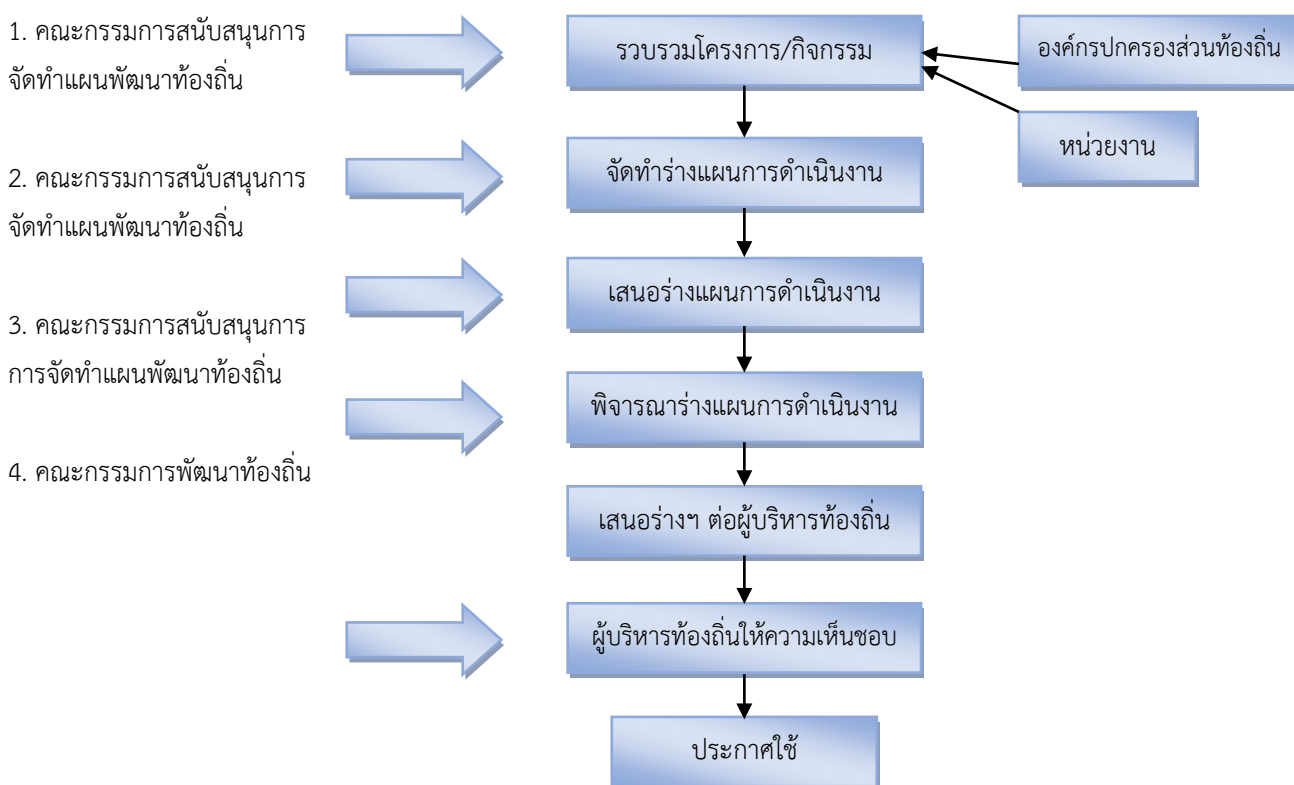 1. คณะกรรมการสนับสนุนการ
จัดทำแผนพัฒนาท้องถิ่น
2. คณะกรรมการสนับสนุนการ
จัดทำแผนพัฒนาท้องถิ่น
3. คณะกรรมการสนับสนุนการ
การจัดทำแผนพัฒนาท้องถิ่น
4. คณะกรรมการพัฒนาท้องถิ่น
รวบรวมโครงการ/กิจกรรม
องค์กรปกครองส่วนท้องถิ่น
หน่วยงาน
จัดทำร่างแผนการดำเนินงาน
เสนอร่างแผนการดำเนินงาน
พิจารณาร่างแผนการดำเนินงาน
เสนอร่างฯ ต่อผู้บริหารท้องถิ่น
ผู้บริหารท้องถิ่นให้ความเห็นชอบ
ประกาศใช้